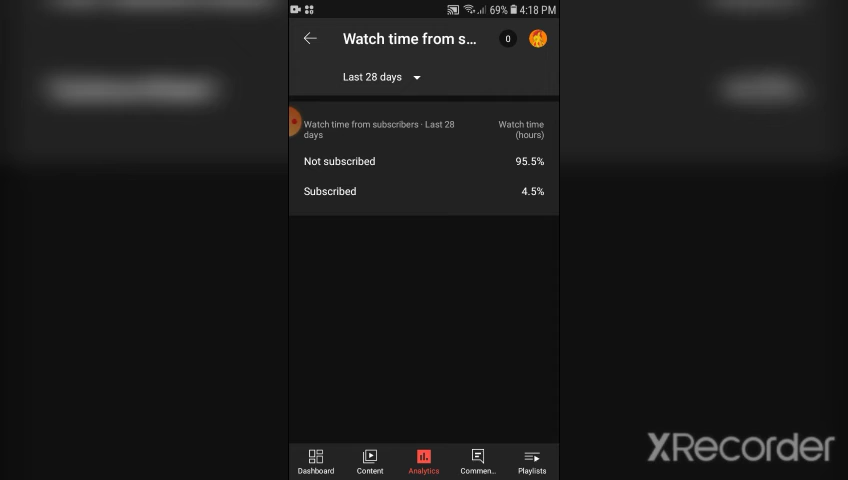 69% 4:18 PM
Watch time from s... 0
Last 28 days
Watch time from subscribers · Last 28 days
Watch time (hours)
Not subscribed 95.5%
Subscribed 4.5%
Dashboard Content Analytics Commen... Playlists
XRecorder